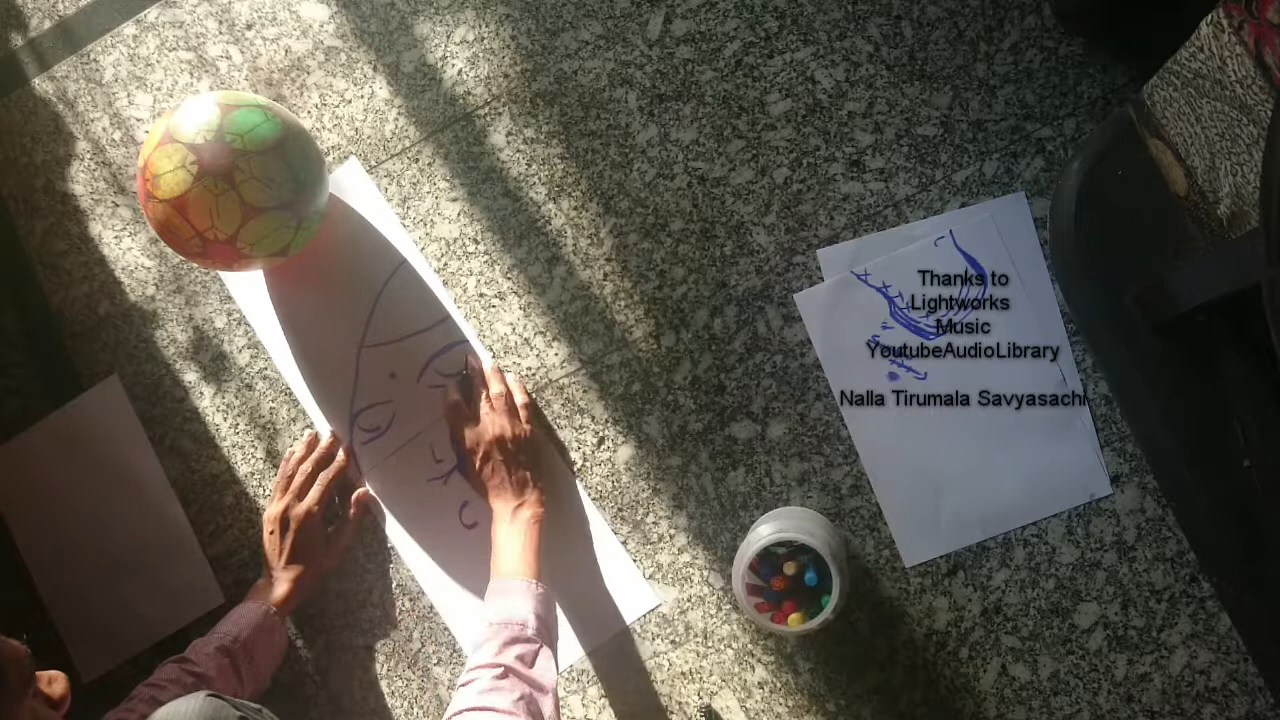 Thanks to
Lightworks
Music
YoutubeAudioLibrary
Nalla Tirumala Savyasachi